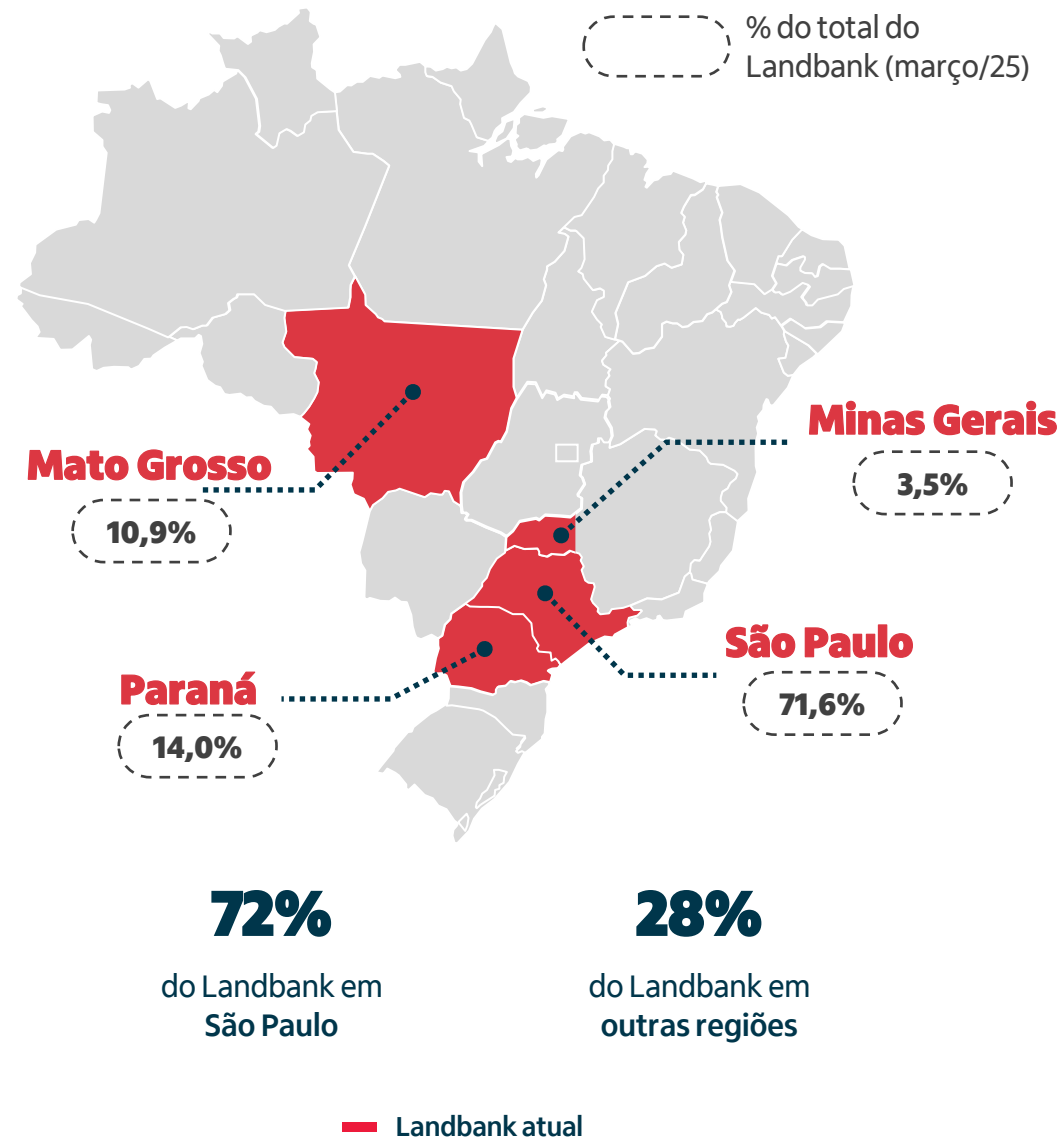 % do total do
Landbank (março/25)
Minas Gerais
3,5%
Mato Grosso
10,9%
São Paulo
71,6%
Paraná
14,0%
72%
do Landbank em
São Paulo
28%
do Landbank em
outras regiões
Landbank atual